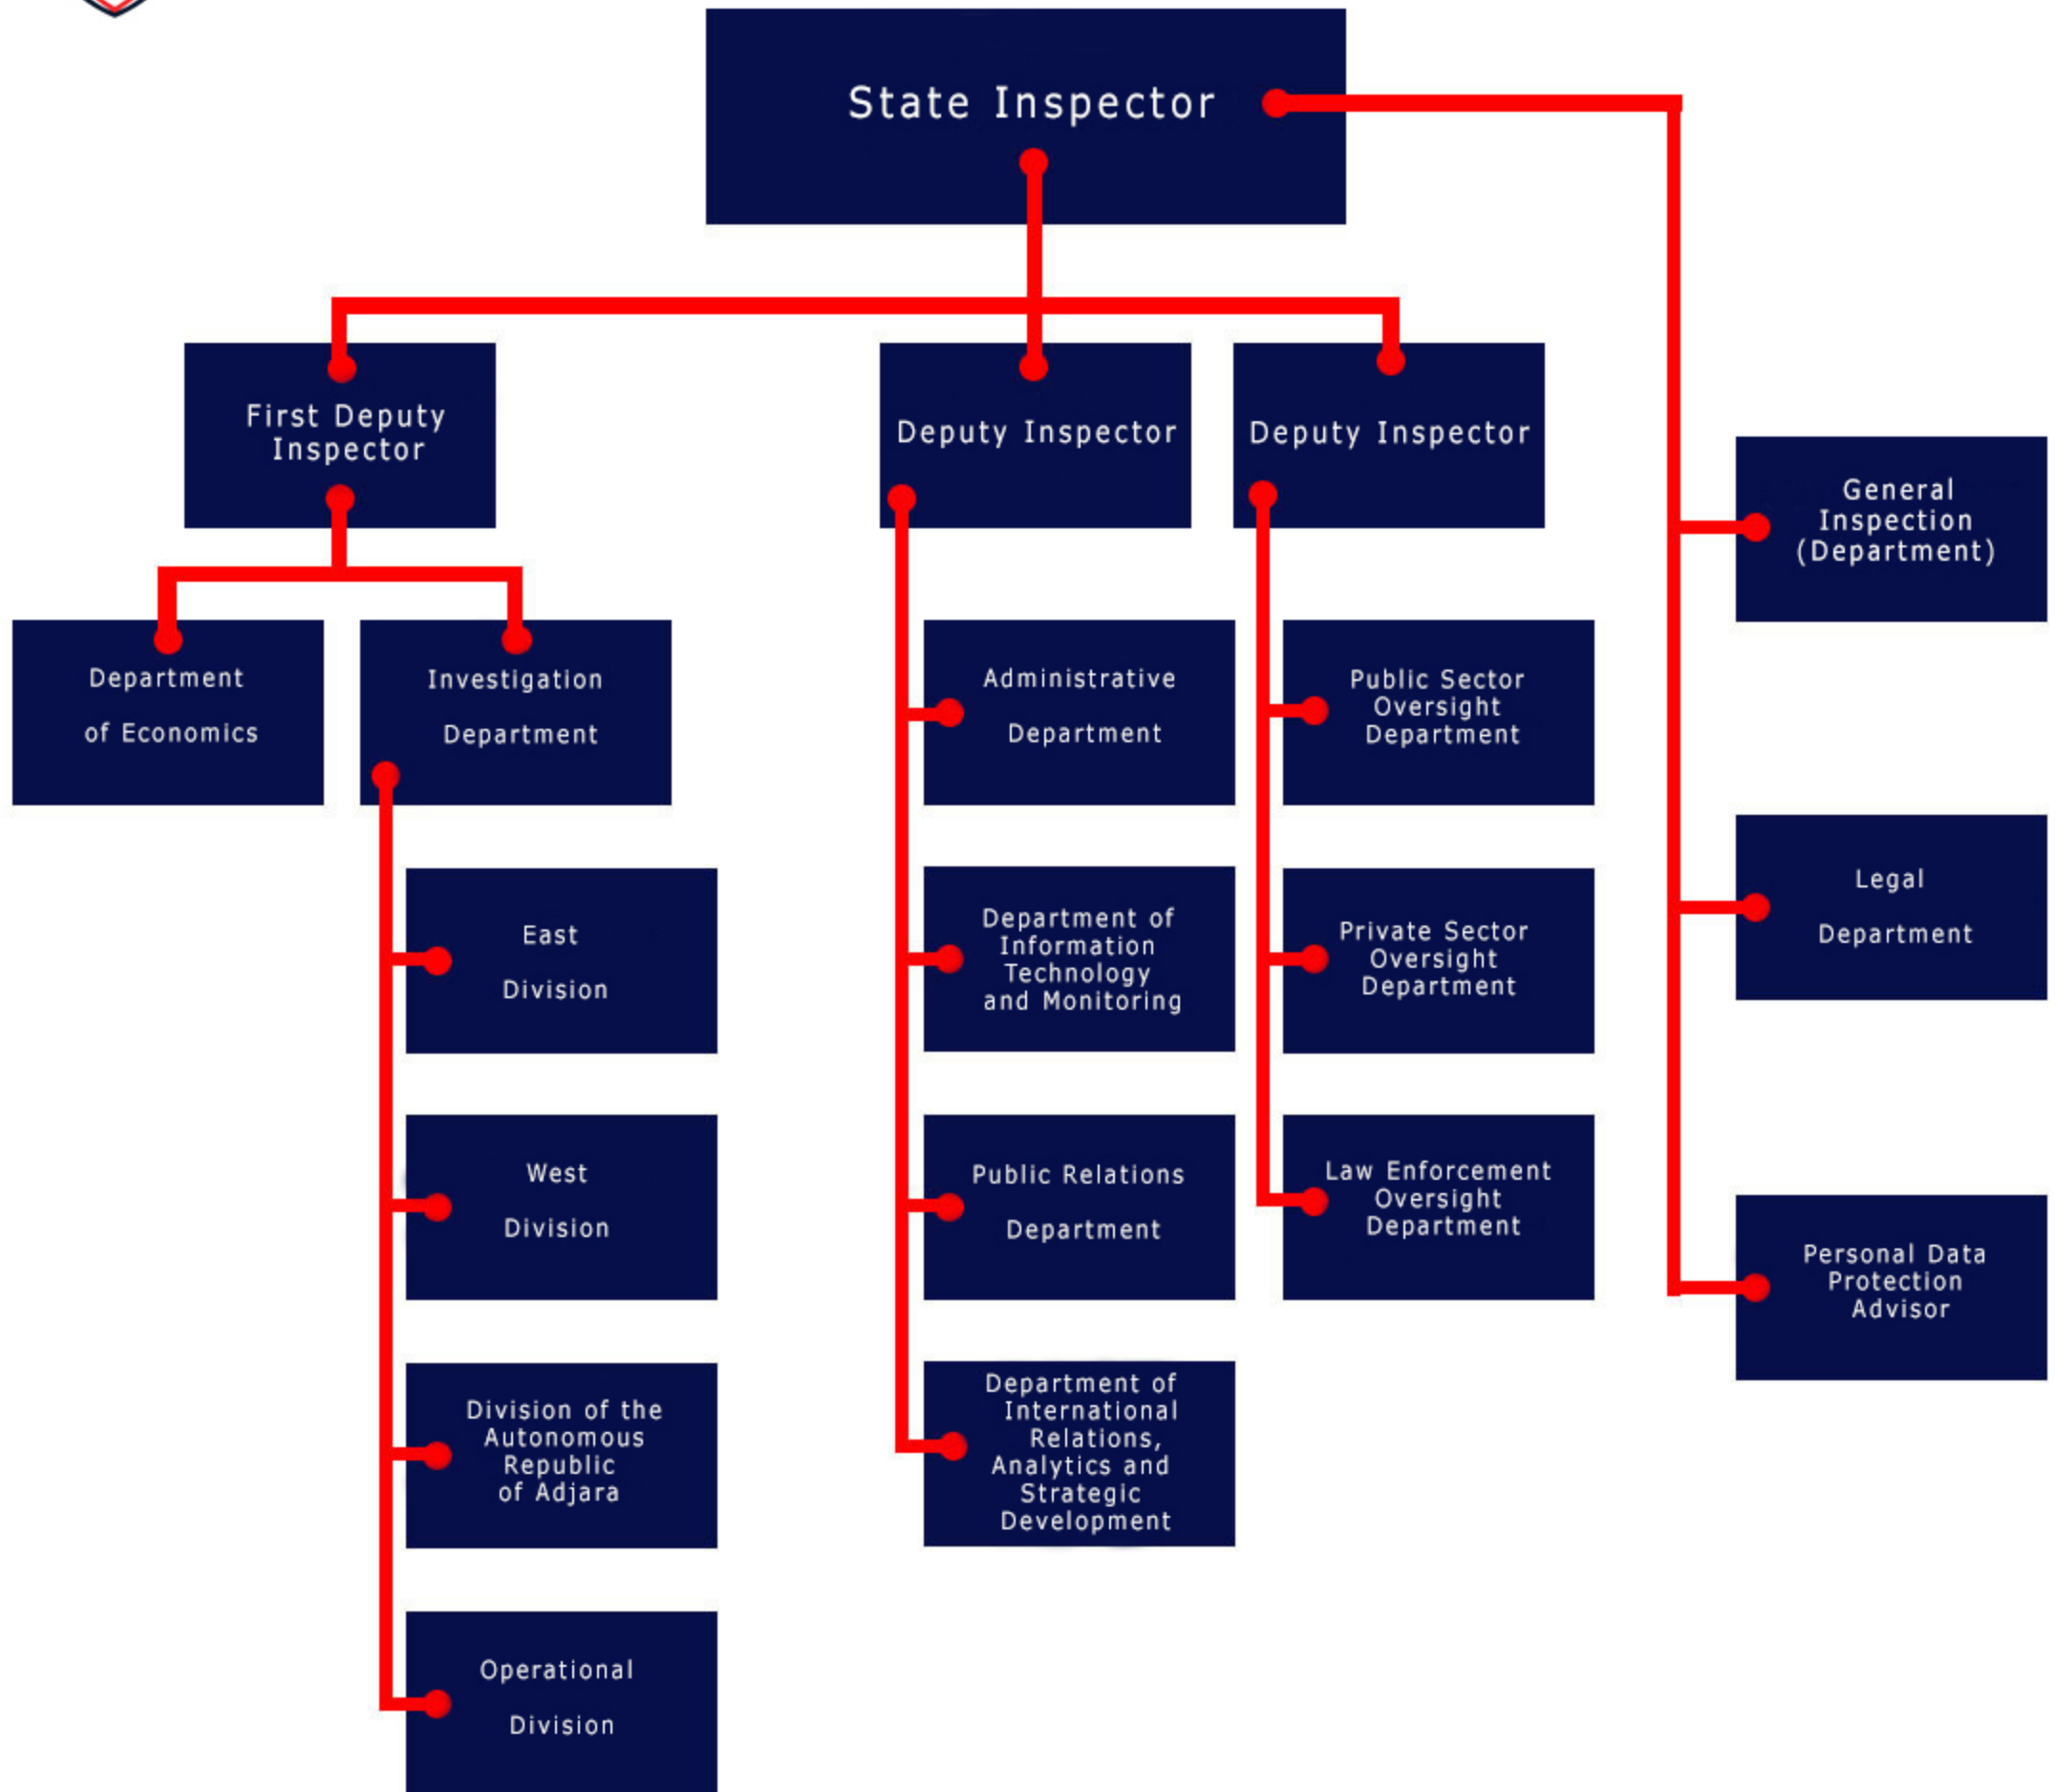 State Inspector
First Deputy
Inspector
Deputy Inspector
Deputy Inspector
General
Inspection
(Department)
Department
of Economics
Investigation
Department
Administrative
Department
Public Sector
Oversight
Department
Legal
Department
East
Division
Department of
Information
Technology
and Monitoring
Private Sector
Oversight
Department
West
Division
Public Relations
Department
Law Enforcement
Oversight
Department
Personal Data
Protection
Advisor
Division of the
Autonomous
Republic
of Adjara
Department of
International
Relations,
Analytics and
Strategic
Development
Operational
Division